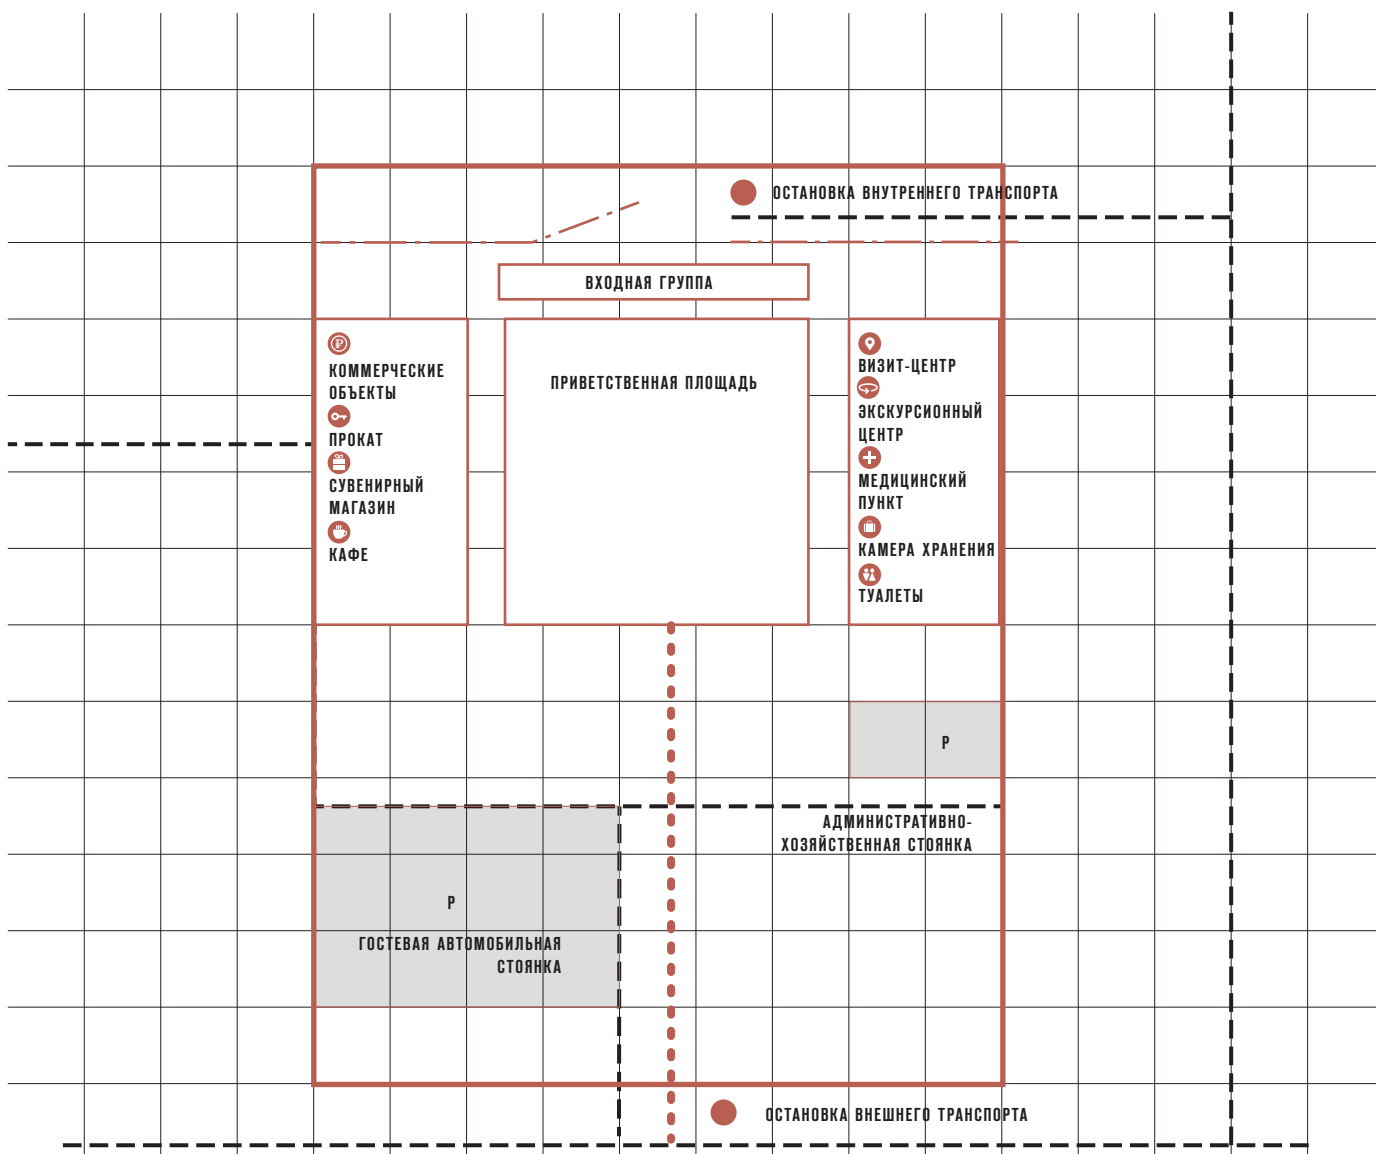 ОСТАНОВКА ВНУТРЕННЕГО ТРАНСПОРТА
ВХОДНАЯ ГРУППА
КОММЕРЧЕСКИЕ
ОБЪЕКТЫ
ПРОКАТ
СУВЕНИРНЫЙ
МАГАЗИН
КАФЕ
ПРИВЕТСТВЕННАЯ ПЛОЩАДЬ
ВИЗИТ-ЦЕНТР
ЭКСКУРСИОННЫЙ
ЦЕНТР
МЕДИЦИНСКИЙ
ПУНКТ
КАМЕРА ХРАНЕНИЯ
ТУАЛЕТЫ
Р
АДМИНИСТРАТИВНО-
ХОЗЯЙСТВЕННАЯ СТОЯНКА
Р
ГОСТЕВАЯ АВТОМОБИЛЬНАЯ
СТОЯНКА
ОСТАНОВКА ВНЕШНЕГО ТРАНСПОРТА